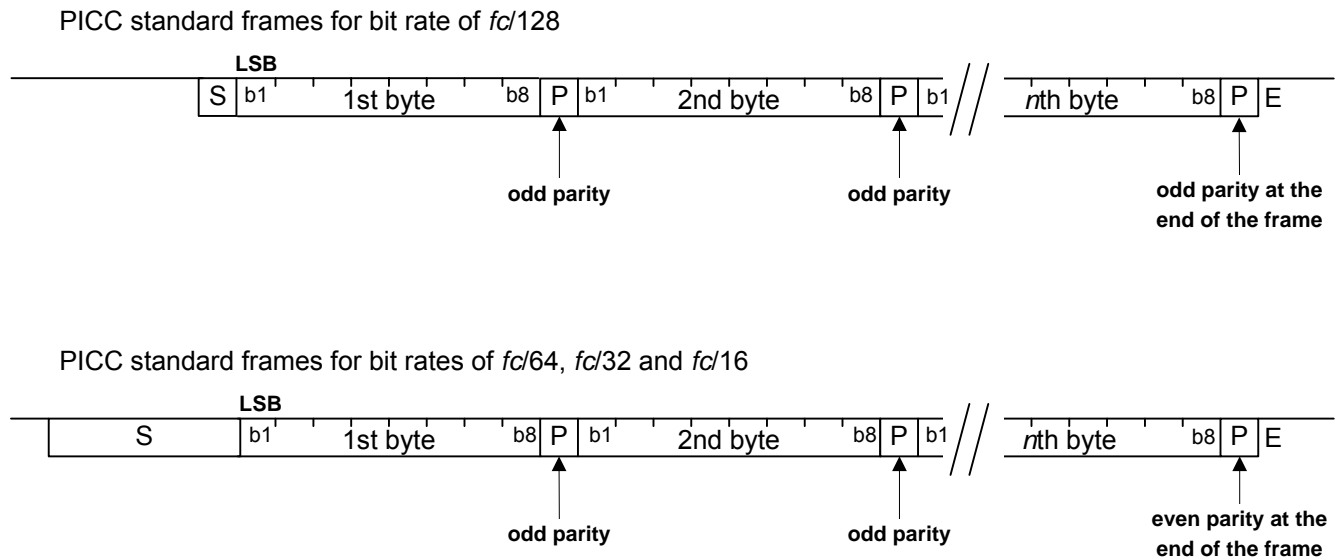 PICC standard frames for bit rate of fc/128
LSB
S b1 1st byte b8 P b1 2nd byte b8 P b1 nth byte b8 P E
odd parity odd parity odd parity at the
end of the frame
PICC standard frames for bit rates of fc/64, fc/32 and fc/16
LSB
S b1 1st byte b8 P b1 2nd byte b8 P b1 nth byte b8 P E
odd parity odd parity even parity at the
end of the frame